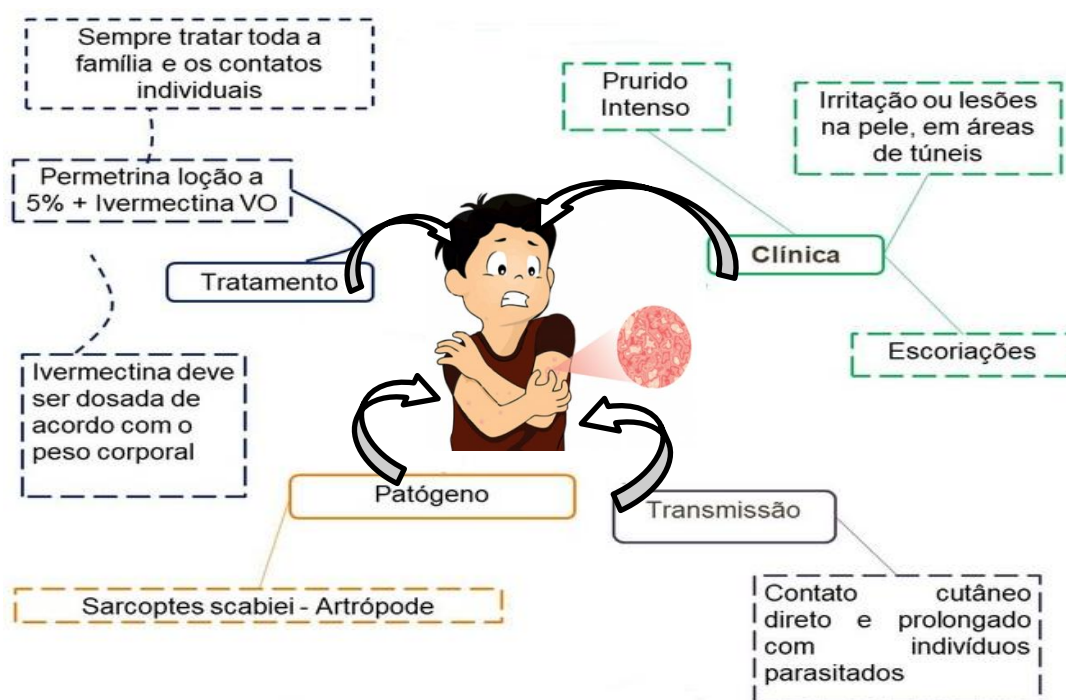 Sempre tratar toda a
família e os contatos
individuais
Permetrina loção a
5% + Ivermectina VO
Tratamento
Ivermectina deve
ser dosada de
acordo com o
peso corporal
Prurido
Intenso
Irritação ou lesões
na pele, em áreas
de túneis
Clínica
Escoriações
Patógeno
Sarcoptes scabiei - Artrópode
Transmissão
Contato cutâneo
direto e prolongado
com indivíduos
parasitados